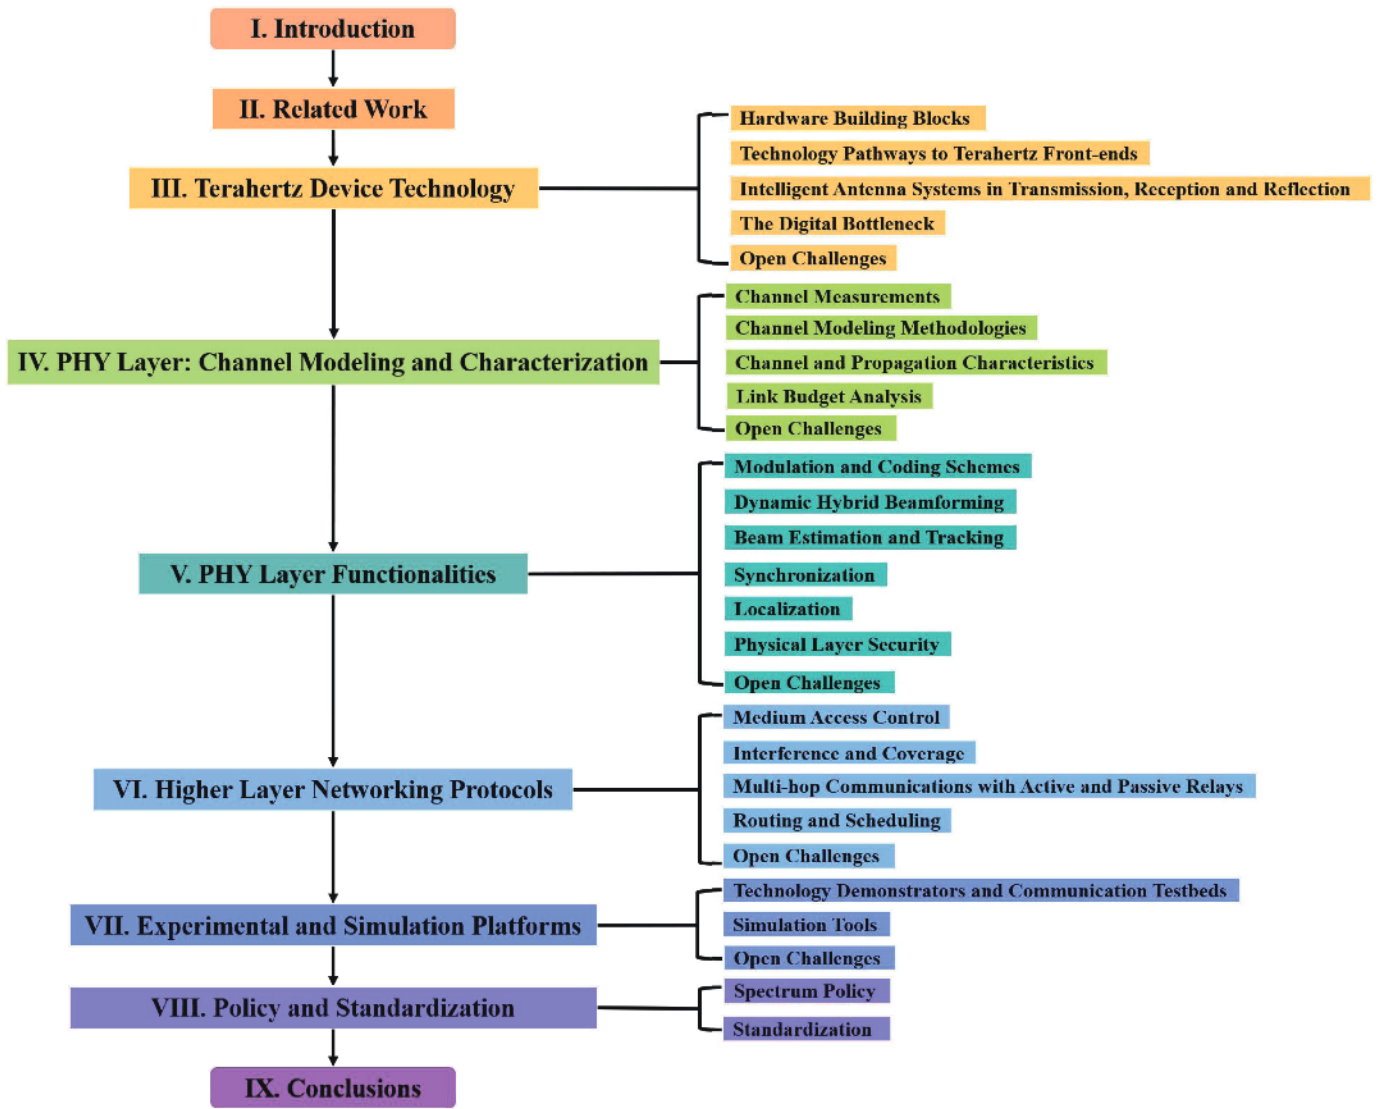 I. Introduction
II. Related Work
III. Terahertz Device Technology
Hardware Building Blocks
Technology Pathways to Terahertz Front-ends
Intelligent Antenna Systems in Transmission, Reception and Reflection
The Digital Bottleneck
Open Challenges
IV. PHY Layer: Channel Modeling and Characterization
Channel Measurements
Channel Modeling Methodologies
Channel and Propagation Characteristics
Link Budget Analysis
Open Challenges
V. PHY Layer Functionalities
Modulation and Coding Schemes
Dynamic Hybrid Beamforming
Beam Estimation and Tracking
Synchronization
Localization
Physical Layer Security
Open Challenges
VI. Higher Layer Networking Protocols
Medium Access Control
Interference and Coverage
Multi-hop Communications with Active and Passive Relays
Routing and Scheduling
Open Challenges
VII. Experimental and Simulation Platforms
Technology Demonstrators and Communication Testbeds
Simulation Tools
Open Challenges
VIII. Policy and Standardization
Spectrum Policy
Standardization
IX. Conclusions